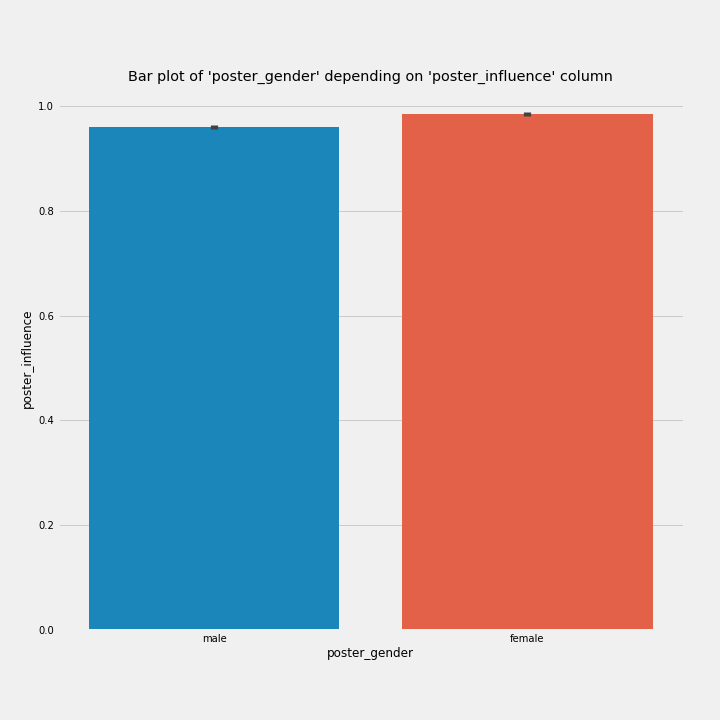 Bar plot of 'poster_gender' depending on 'poster_influence' column
1.0
0.8
0.6
0.4
0.2
0.0
poster_influence
male female
poster_gender